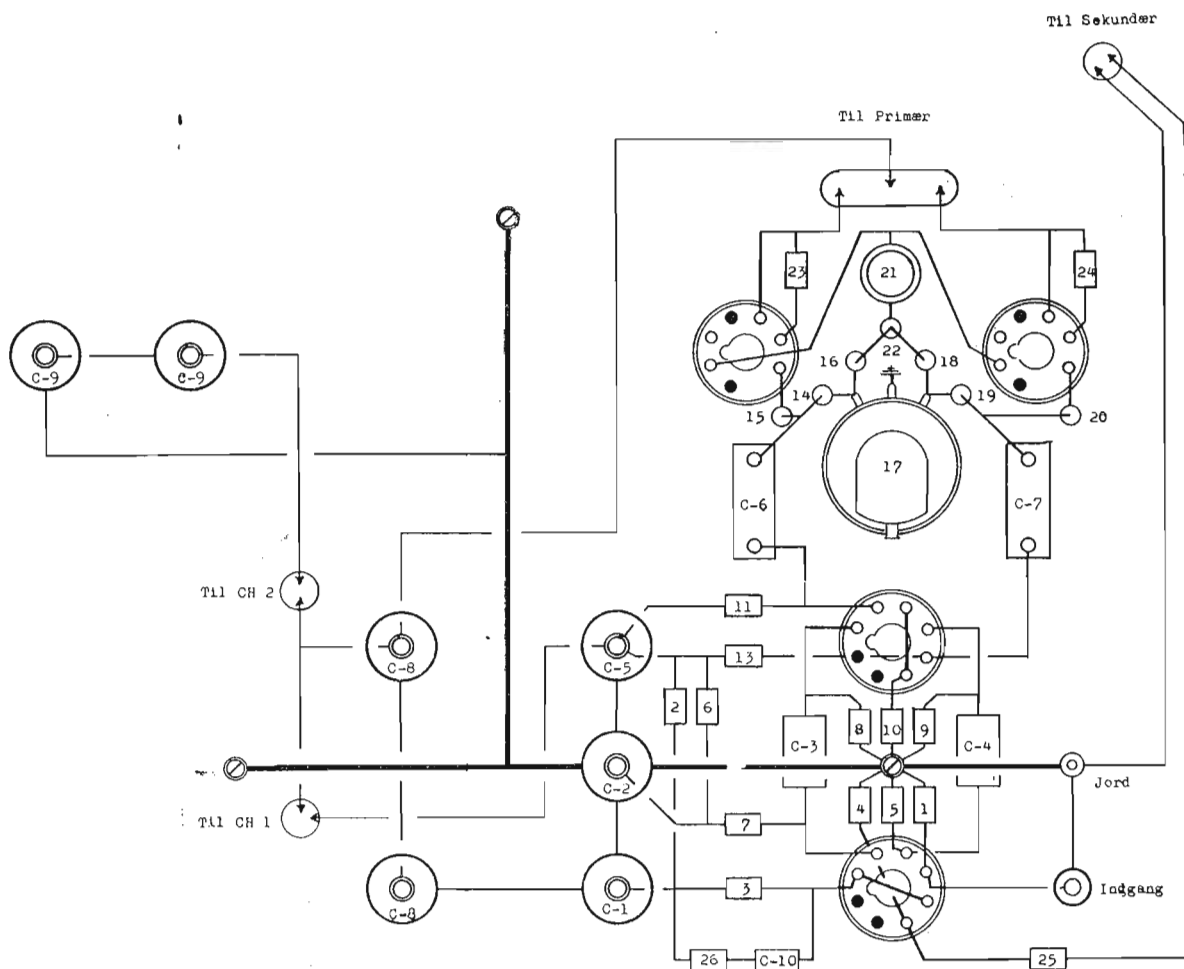 Til Sekundær
Til Primær
23
21
24
C-9
C-9
22
16
18
14
19
15
20
17
C-6
C-7
Til CH 2
11
C-8
C-5
13
2
6
8
10
9
C-3
C-4
C-2
Jord
4
5
1
Til CH 1
7
C-8
C-1
3
Indgang
26
C-10
25